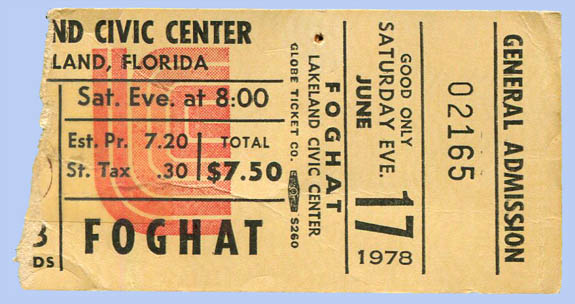 ND CIVIC CENTER
LAND, FLORIDA
Sat. Eve. at 8:00
Est. Pr. 7.20
St. Tax .30
TOTAL
$7.50
3
DS
FOGHAT
GLOBE TICKET CO. S260
LAKELAND CIVIC CENTER
FOGHAT
JUNE
SATURDAY EVE.
GOOD ONLY
17
1978
02165
GENERAL ADMISSION